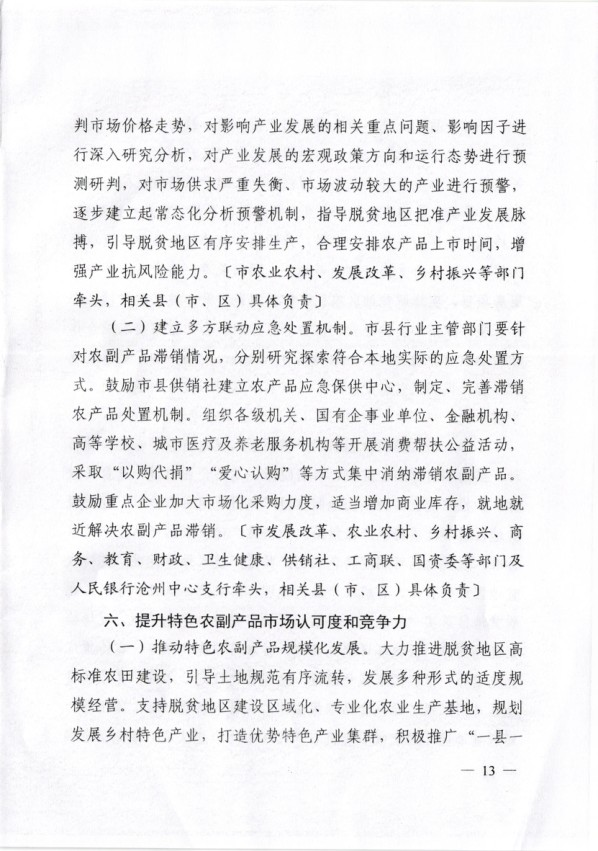 判市场价格走势，对影响产业发展的相关重点问题、影响因子进
行深入研究分析，对产业发展的宏观政策方向和运行态势进行预
测研判，对市场供求严重失衡、市场波动较大的产业进行预警，
逐步建立起常态化分析预警机制，指导脱贫地区把准产业发展脉
搏，引导脱贫地区有序安排生产，合理安排农产品上市时间，增
强产业抗风险能力。〔市农业农村、发展改革、乡村振兴等部门
牵头，相关县（市、区）具体负责〕
（二）建立多方联动应急处置机制。市县行业主管部门要针
对农副产品滞销情况，分别研究探索符合本地实际的应急处置方
式。鼓励市县供销社建立农产品应急保供中心，制定、完善滞销
农产品处置机制。组织各级机关、国有企事业单位、金融机构、
高等学校、城市医疗及养老服务机构等开展消费帮扶公益活动，
采取“以购代捐”“爱心认购”等方式集中消纳滞销农副产品。
鼓励重点企业加大市场化采购力度，适当增加商业库存，就地就
近解决农副产品滞销。〔市发展改革、农业农村、乡村振兴、商
务、教育、财政、卫生健康、供销社、工商联、国资委等部门及
人民银行沧州中心支行牵头，相关县（市、区）具体负责〕
六、提升特色农副产品市场认可度和竞争力
（一）推动特色农副产品规模化发展。大力推进脱贫地区高
标准农田建设，引导土地规范有序流转，发展多种形式的适度规
模经营。支持脱贫地区建设区域化、专业化农业生产基地，规划
发展乡村特色产业，打造优势特色产业集群，积极推广“一县一
— 13 —